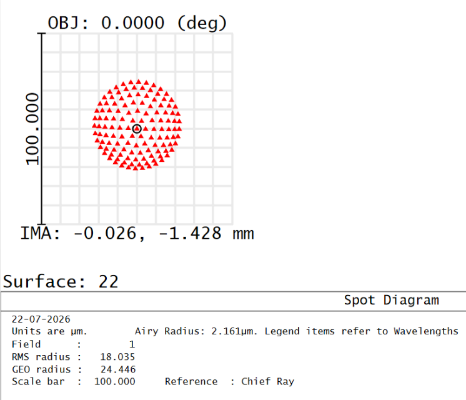 OBJ: 0.0000 (deg)
100.000
IMA: -0.026, -1.428 mm
Surface: 22
Spot Diagram
22-07-2026
Units are µm. Airy Radius: 2.161µm. Legend items refer to Wavelengths
Field : 1
RMS radius : 18.035
GEO radius : 24.446
Scale bar : 100.000 Reference : Chief Ray